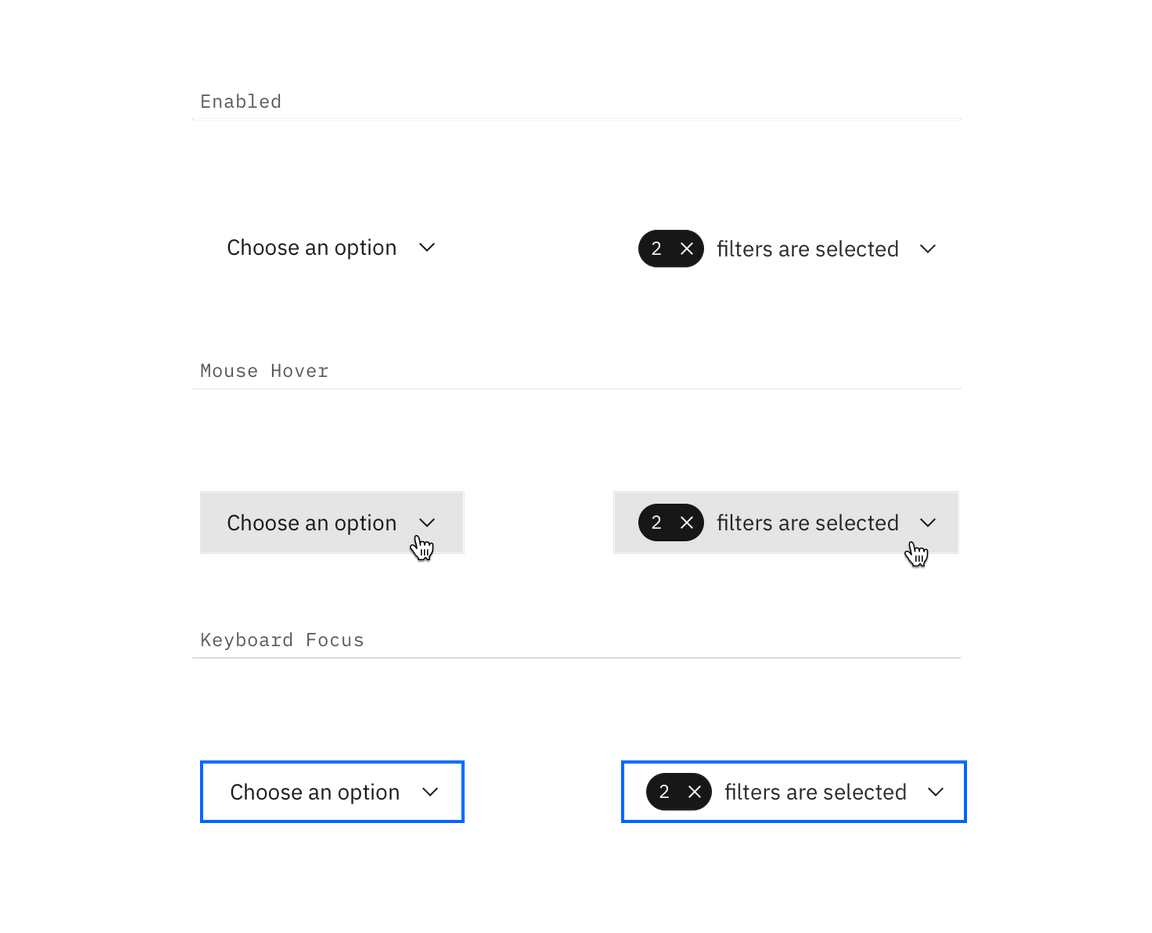 Enabled
Choose an option
2 filters are selected
Mouse Hover
Choose an option
2 filters are selected
Keyboard Focus
Choose an option
2 filters are selected